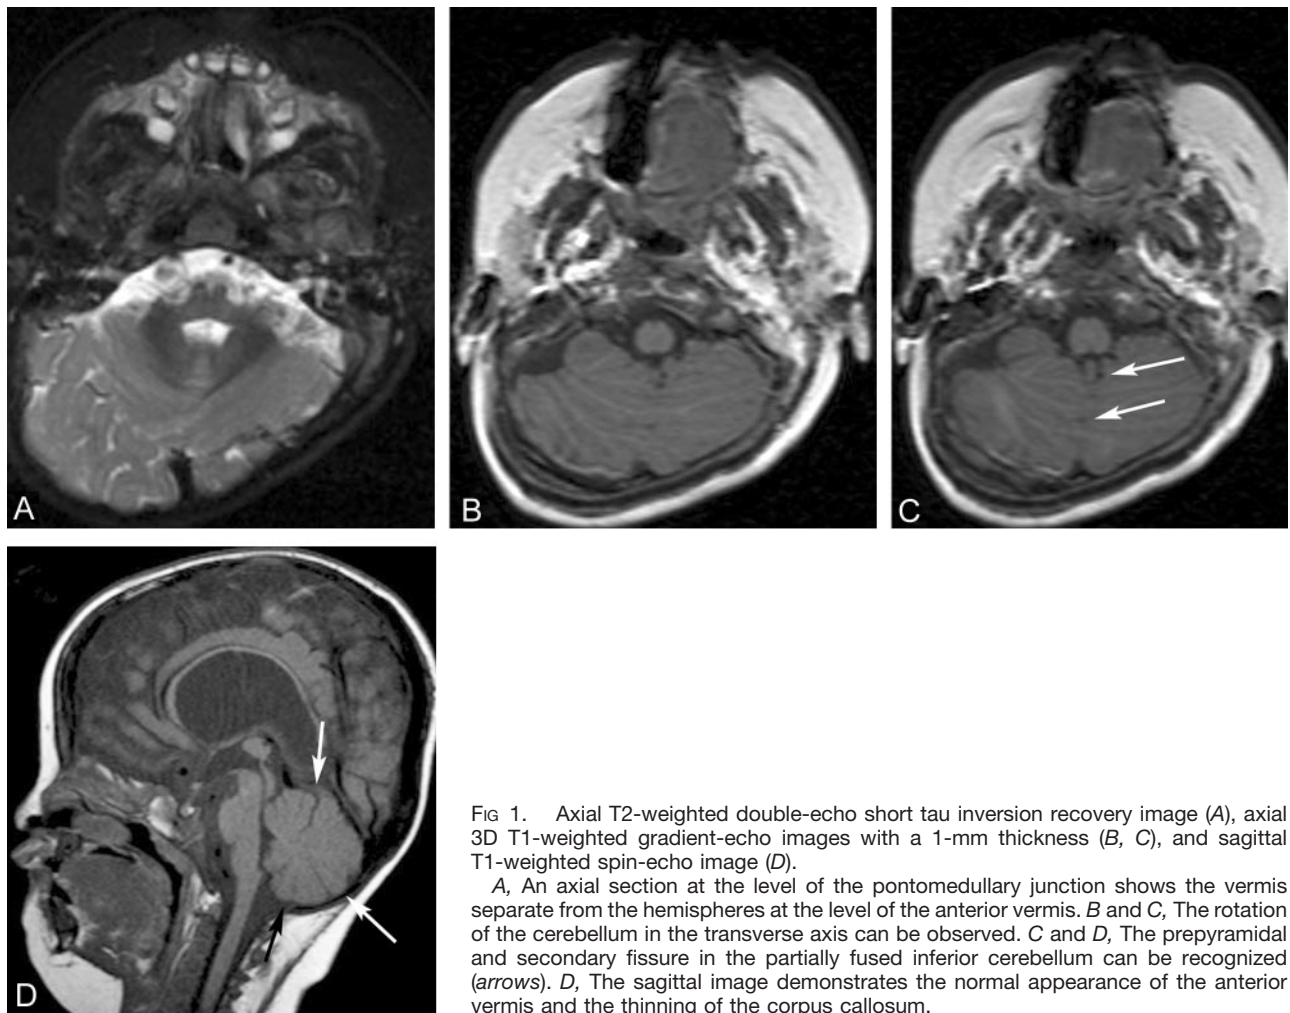 A
B
C
D
FIG 1. Axial T2-weighted double-echo short tau inversion recovery image (A), axial
3D T1-weighted gradient-echo images with a 1-mm thickness (B, C), and sagittal
T1-weighted spin-echo image (D).
A, An axial section at the level of the pontomedullary junction shows the vermis
separate from the hemispheres at the level of the anterior vermis. B and C, The rotation
of the cerebellum in the transverse axis can be observed. C and D, The prepyramidal
and secondary fissure in the partially fused inferior cerebellum can be recognized
(arrows). D, The sagittal image demonstrates the normal appearance of the anterior
vermis and the thinning of the corpus callosum.